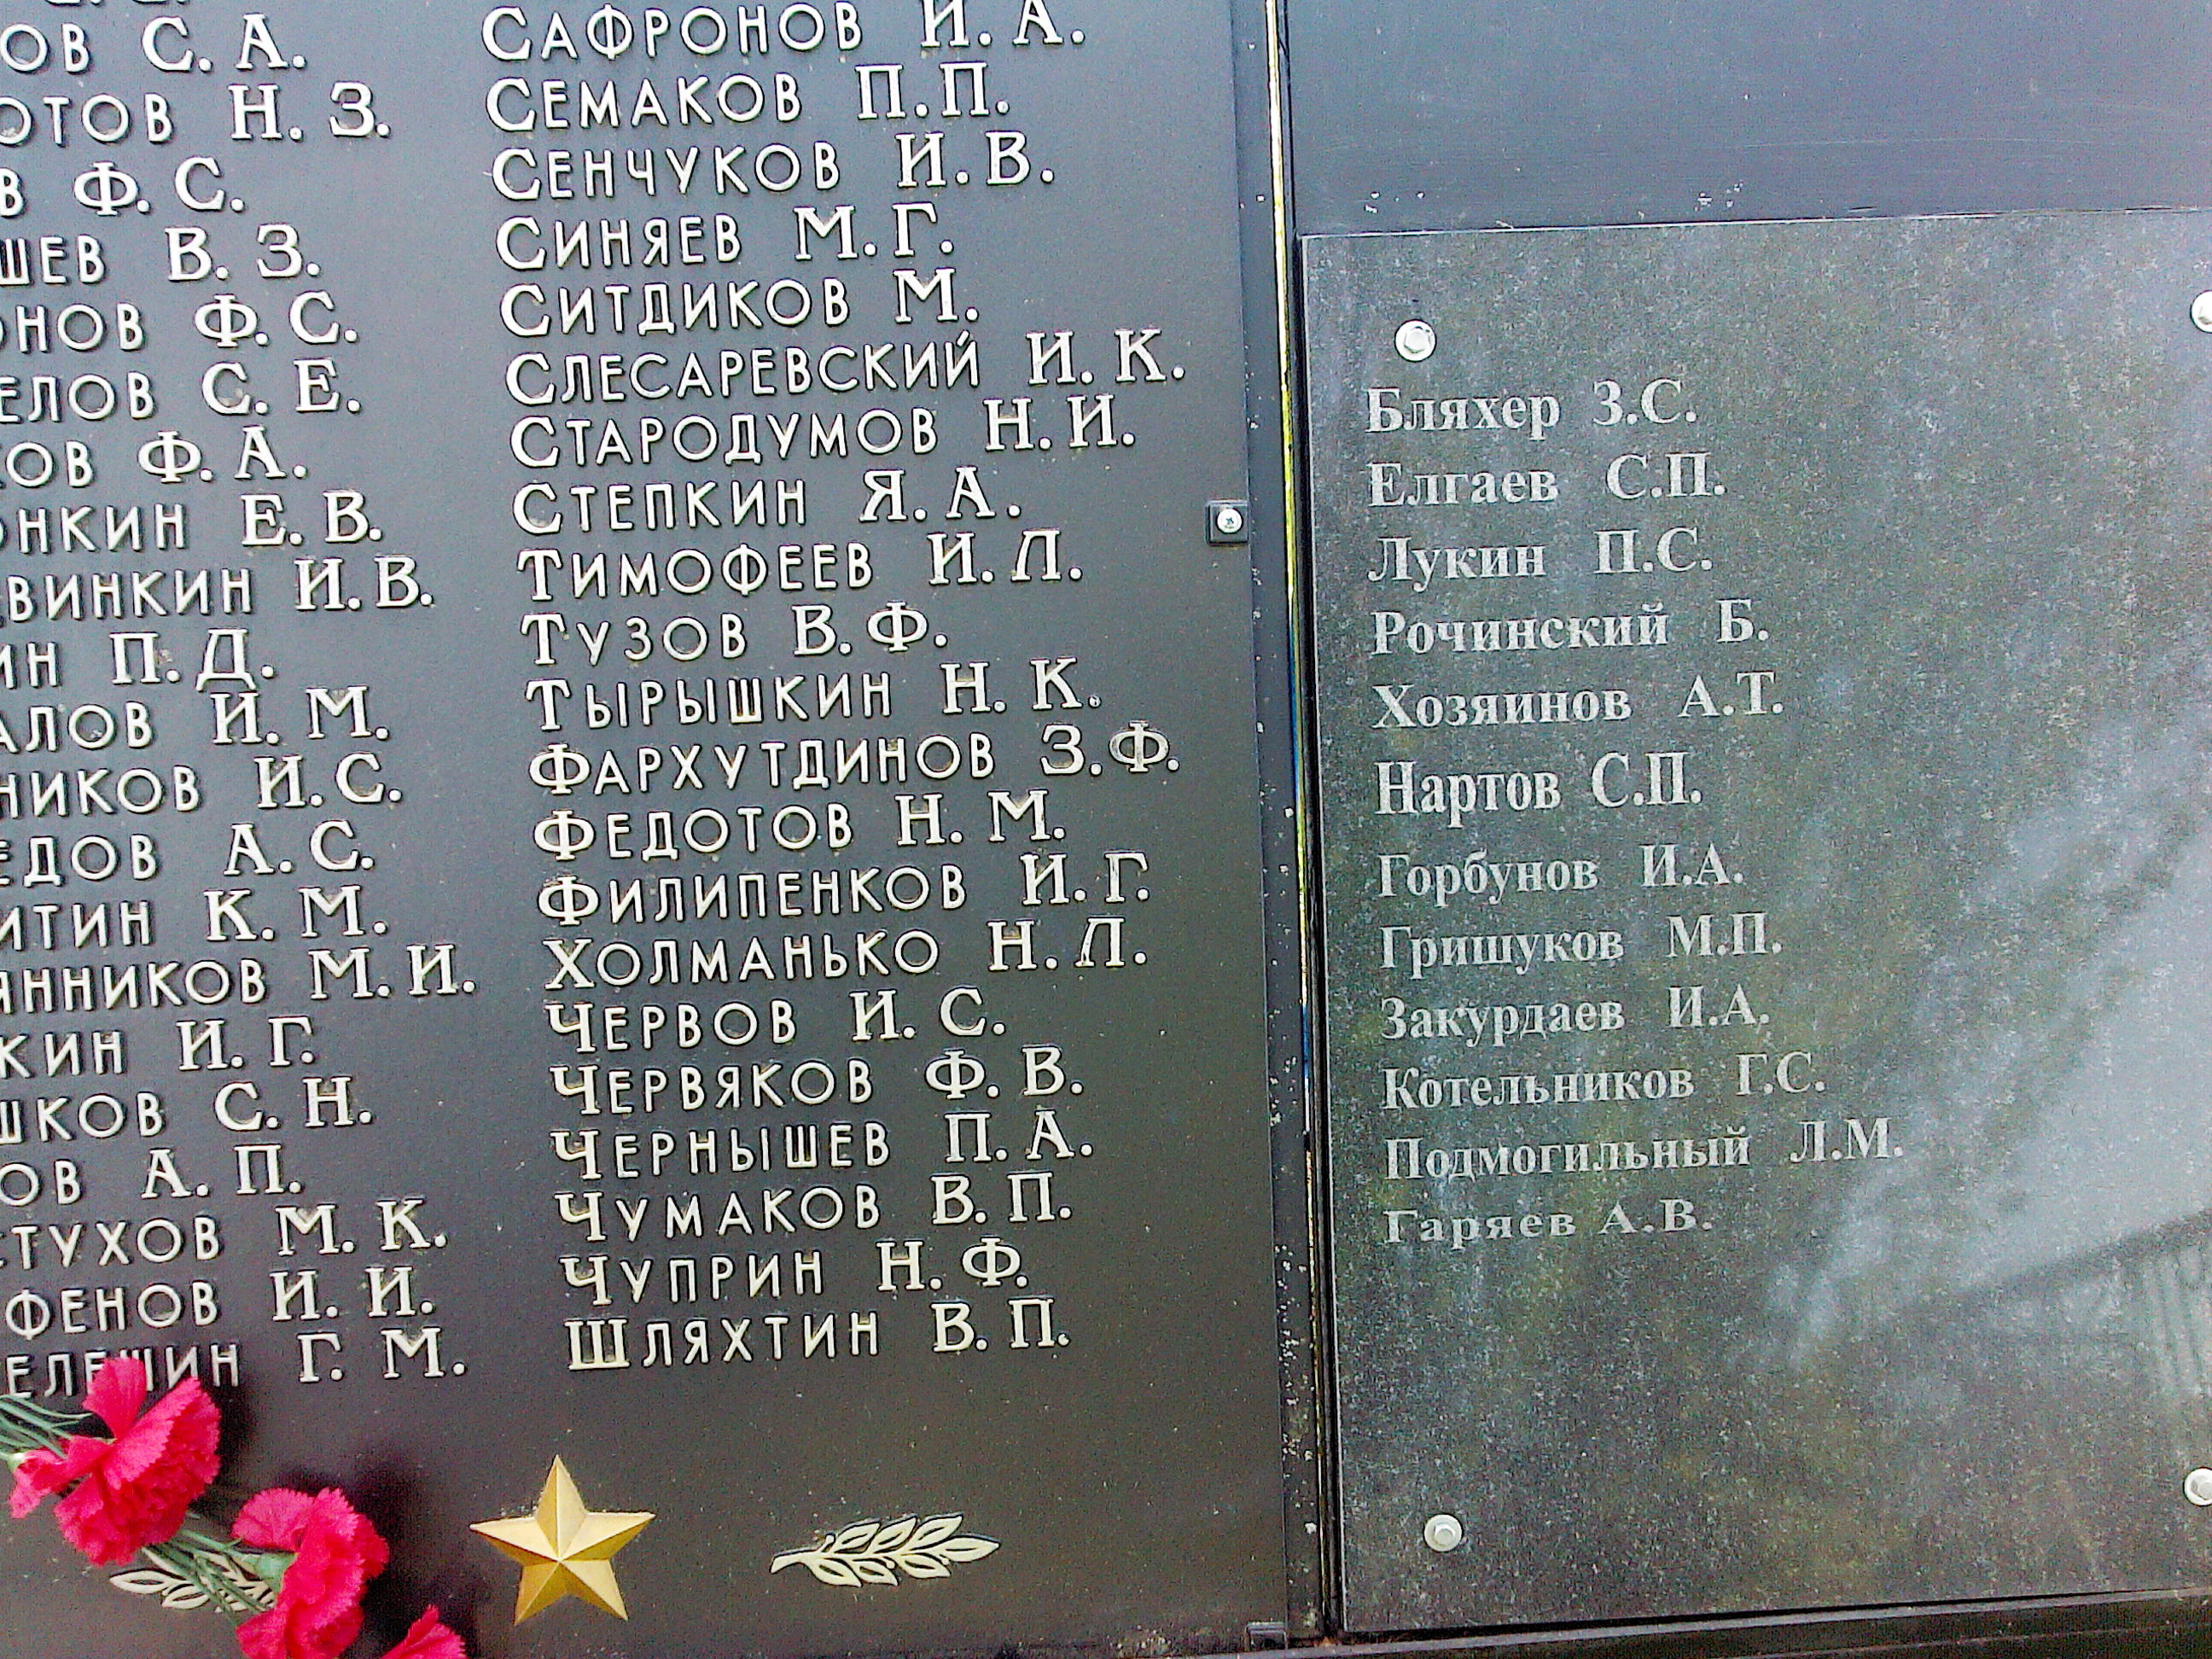 С. А.
Н. З.
Ф. С.
В. З.
Ф. С.
С. Е.
Ф. А.
Е. В.
И. В.
П. Д.
И. М.
И. С.
А. С.
К. М.
М. И.
И. Г.
С. Н.
А. П.
М. К.
И. И.
Г. М.
САФРОНОВ И. А.
СЕМАКОВ П. П.
СЕНЧУКОВ И. В.
СИНЯЕВ М. Г.
СИТДИКОВ М.
СЛЕСАРЕВСКИЙ И. К.
СТАРОДУМОВ Н. И.
СТЕПКИН Я. А.
ТИМОФЕЕВ И. Л.
ТУЗОВ В. Ф.
ТЫРЫШКИН Н. К.
ФАРХУТДИНОВ З. Ф.
ФЕДОТОВ Н. М.
ФИЛИПЕНКОВ И. Г.
ХОЛМАНЬКО Н. Л.
ЧЕРВОВ И. С.
ЧЕРВЯКОВ Ф. В.
ЧЕРНЫШЕВ П. А.
ЧУМАКОВ В. П.
ЧУПРИН Н. Ф.
ШЛЯХТИН В. П.
Бляхер З.С.
Елгаев С.П.
Лукин П.С.
Рочинский Б.
Хозяинов А.Т.
Нартов С.П.
Горбунов И.А.
Гришуков М.П.
Закурдаев И.А.
Котельников Г.С.
Подмогильный Л.М.
Гаряев А.В.